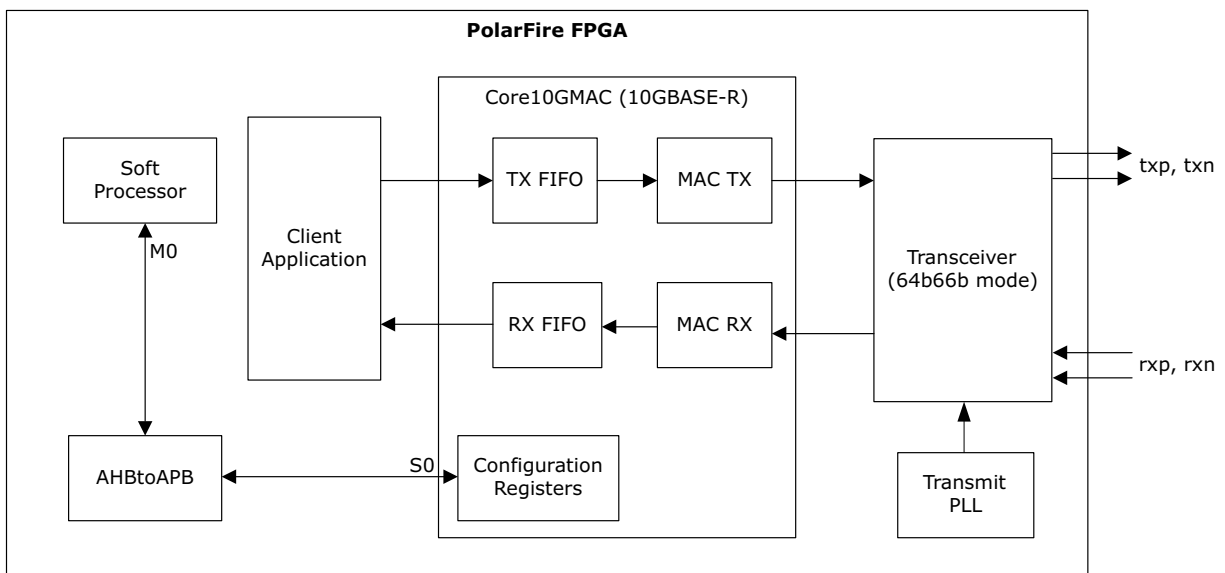 PolarFire FPGA
Core10GMAC (10GBASE-R)
Soft
Processor
M0
AHBtoAPB
Client
Application
TX FIFO
MAC TX
RX FIFO
MAC RX
S0
Configuration
Registers
Transceiver
(64b66b mode)
Transmit
PLL
txp, txn
rxp, rxn